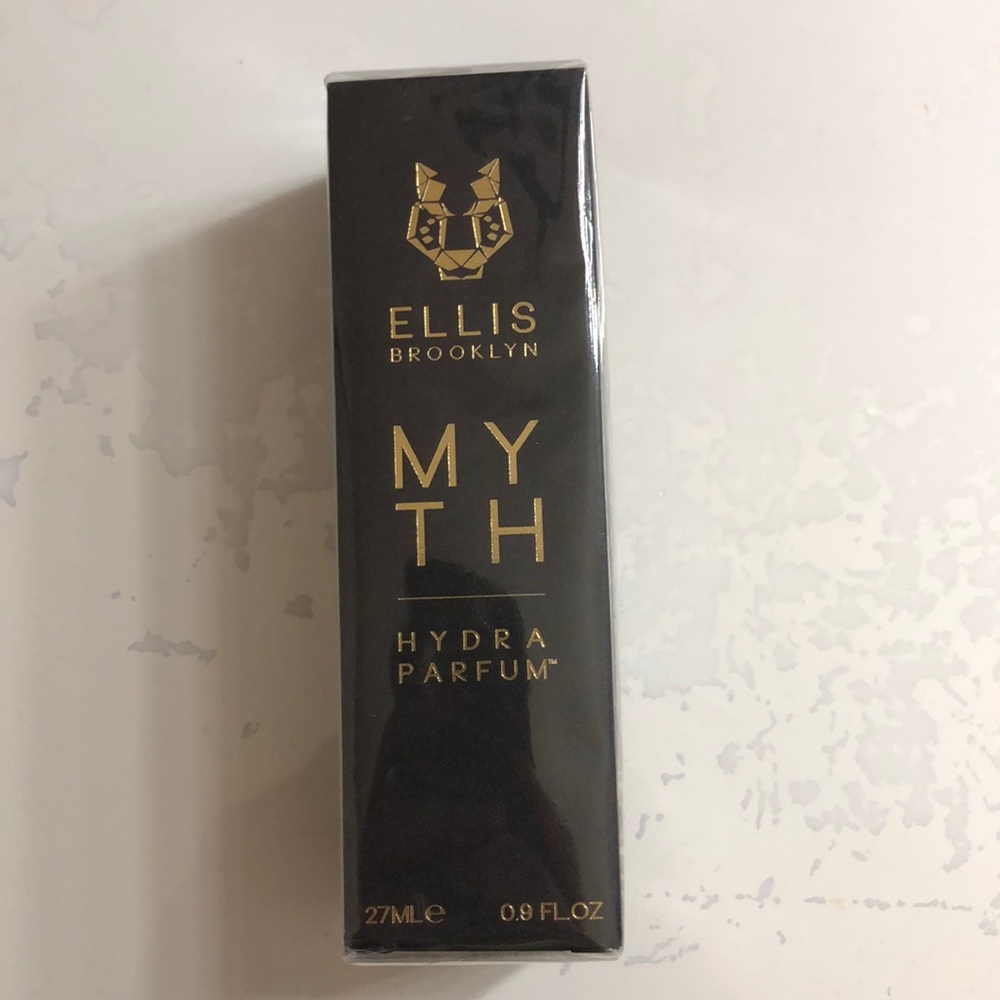 ELLIS
BROOKLYN
MY
TH
HYDRA
PARFUM™
27ML℮ 0.9 FL.OZ